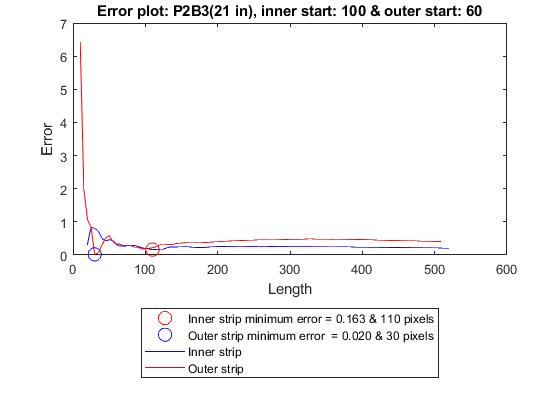 Error plot: P2B3(21 in), inner start: 100 & outer start: 60
7
6
5
4
3
2
1
0
Error
0 100 200 300 400 500 600
Length
Inner strip minimum error = 0.163 & 110 pixels
Outer strip minimum error  = 0.020 & 30 pixels
Inner strip
Outer strip